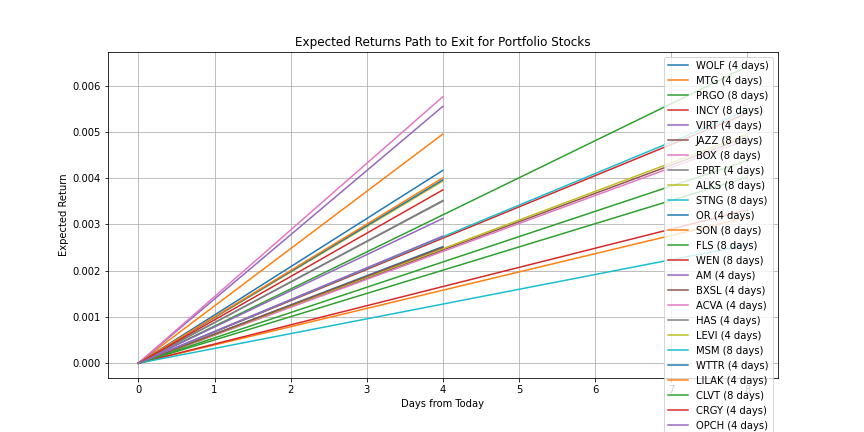 Expected Returns Path to Exit for Portfolio Stocks
Expected Return
0.006
0.005
0.004
0.003
0.002
0.001
0.000
0
1
2
3
4
5
6
7
8
Days from Today
WOLF (4 days)
MTG (4 days)
PRGO (8 days)
INCY (8 days)
VIRT (4 days)
JAZZ (8 days)
BOX (8 days)
EPRT (4 days)
ALKS (8 days)
STNG (8 days)
OR (4 days)
SON (8 days)
FLS (8 days)
WEN (8 days)
AM (4 days)
BXSL (4 days)
ACVA (4 days)
HAS (4 days)
LEVI (4 days)
MSM (8 days)
WTTR (4 days)
LILAK (4 days)
CLVT (8 days)
CRGY (4 days)
OPCH (4 days)